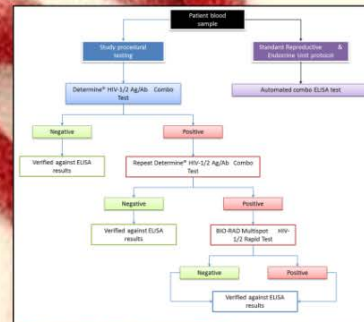 Patient blood
sample
Study procedural
testing
Standard Reproductive &
Endocrine Unit protocol
Determine® HIV-1/2 Ag/Ab Combo
Test
Automated combo ELISA test
Negative
Positive
Verified against ELISA
results
Repeat Determine® HIV-1/2 Ag/Ab Combo
Test
Negative
Positive
Verified against ELISA
results
BIO-RAD Multispot HIV-
1/2 Rapid Test
Negative
Positive
Verified against ELISA
results